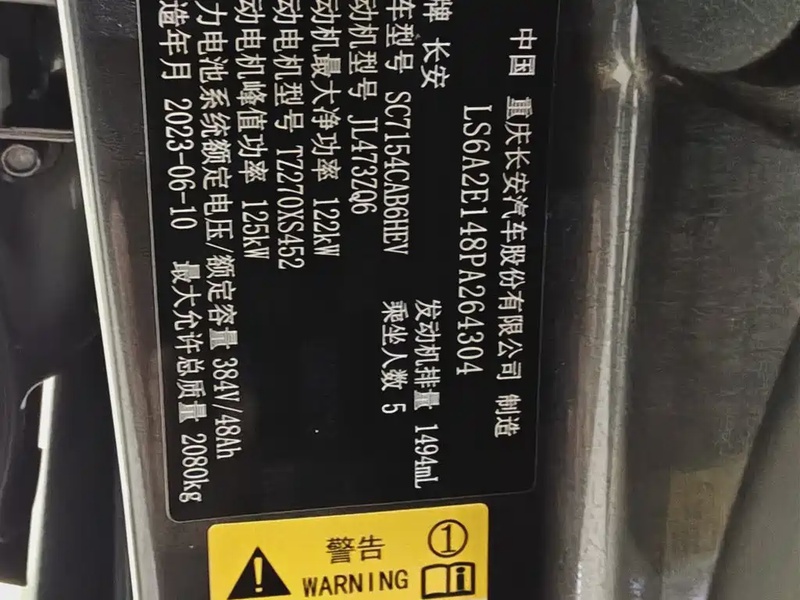 中国 重庆长安汽车股份有限公司 制造
LS6A2E148PA264304
牌 长安 发动机排量 1494mL
车型号 SC7154CAB6HEV 乘坐人数 5
动机型号 JL473ZQ6
动机最大净功率 122kW
动电机型号 TZ270XS452
动电机峰值功率 125kW
力电池系统额定电压/额定容量 384V/48Ah
造年月 2023-06-10 最大允许总质量 2080kg
警告 ①
WARNING